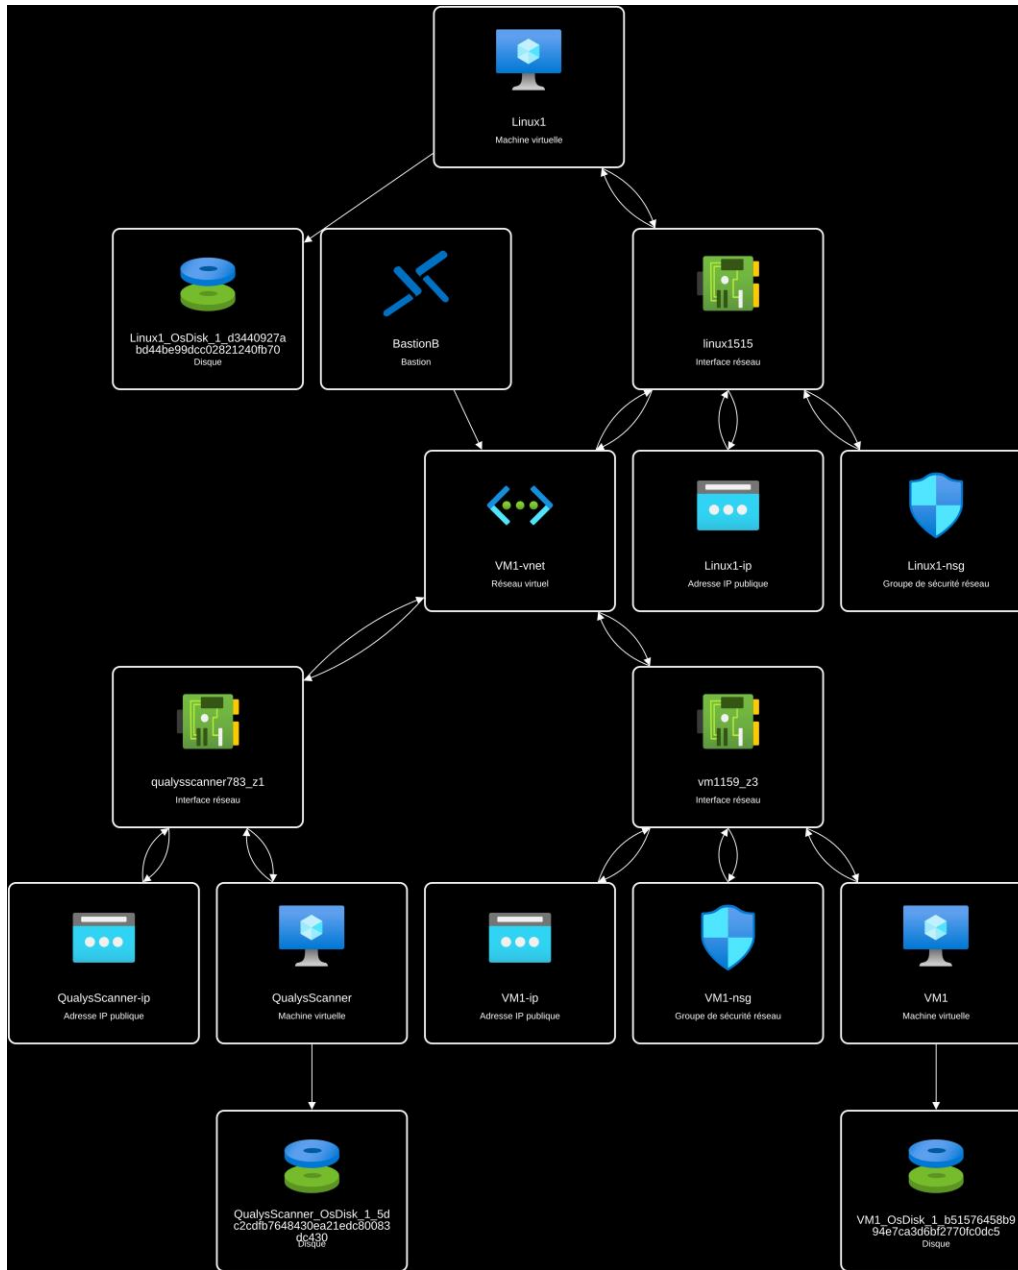 Linux1
Machine virtuelle
Linux1_OsDisk_1_d3440927a
bd44be99dcc02821240fb70
Disque
BastionB
Bastion
linux1515
Interface réseau
VM1-vnet
Réseau virtuel
Linux1-ip
Adresse IP publique
Linux1-nsg
Groupe de sécurité réseau
qualysscanner783_z1
Interface réseau
vm1159_z3
Interface réseau
QualysScanner-ip
Adresse IP publique
QualysScanner
Machine virtuelle
VM1-ip
Adresse IP publique
VM1-nsg
Groupe de sécurité réseau
VM1
Machine virtuelle
QualysScanner_OsDisk_1_5d
c2cdfb7648430ea21edc80083
dc430
Disque
VM1_OsDisk_1_b51576458b9
94e7ca3d6bf2770fc0dc5
Disque